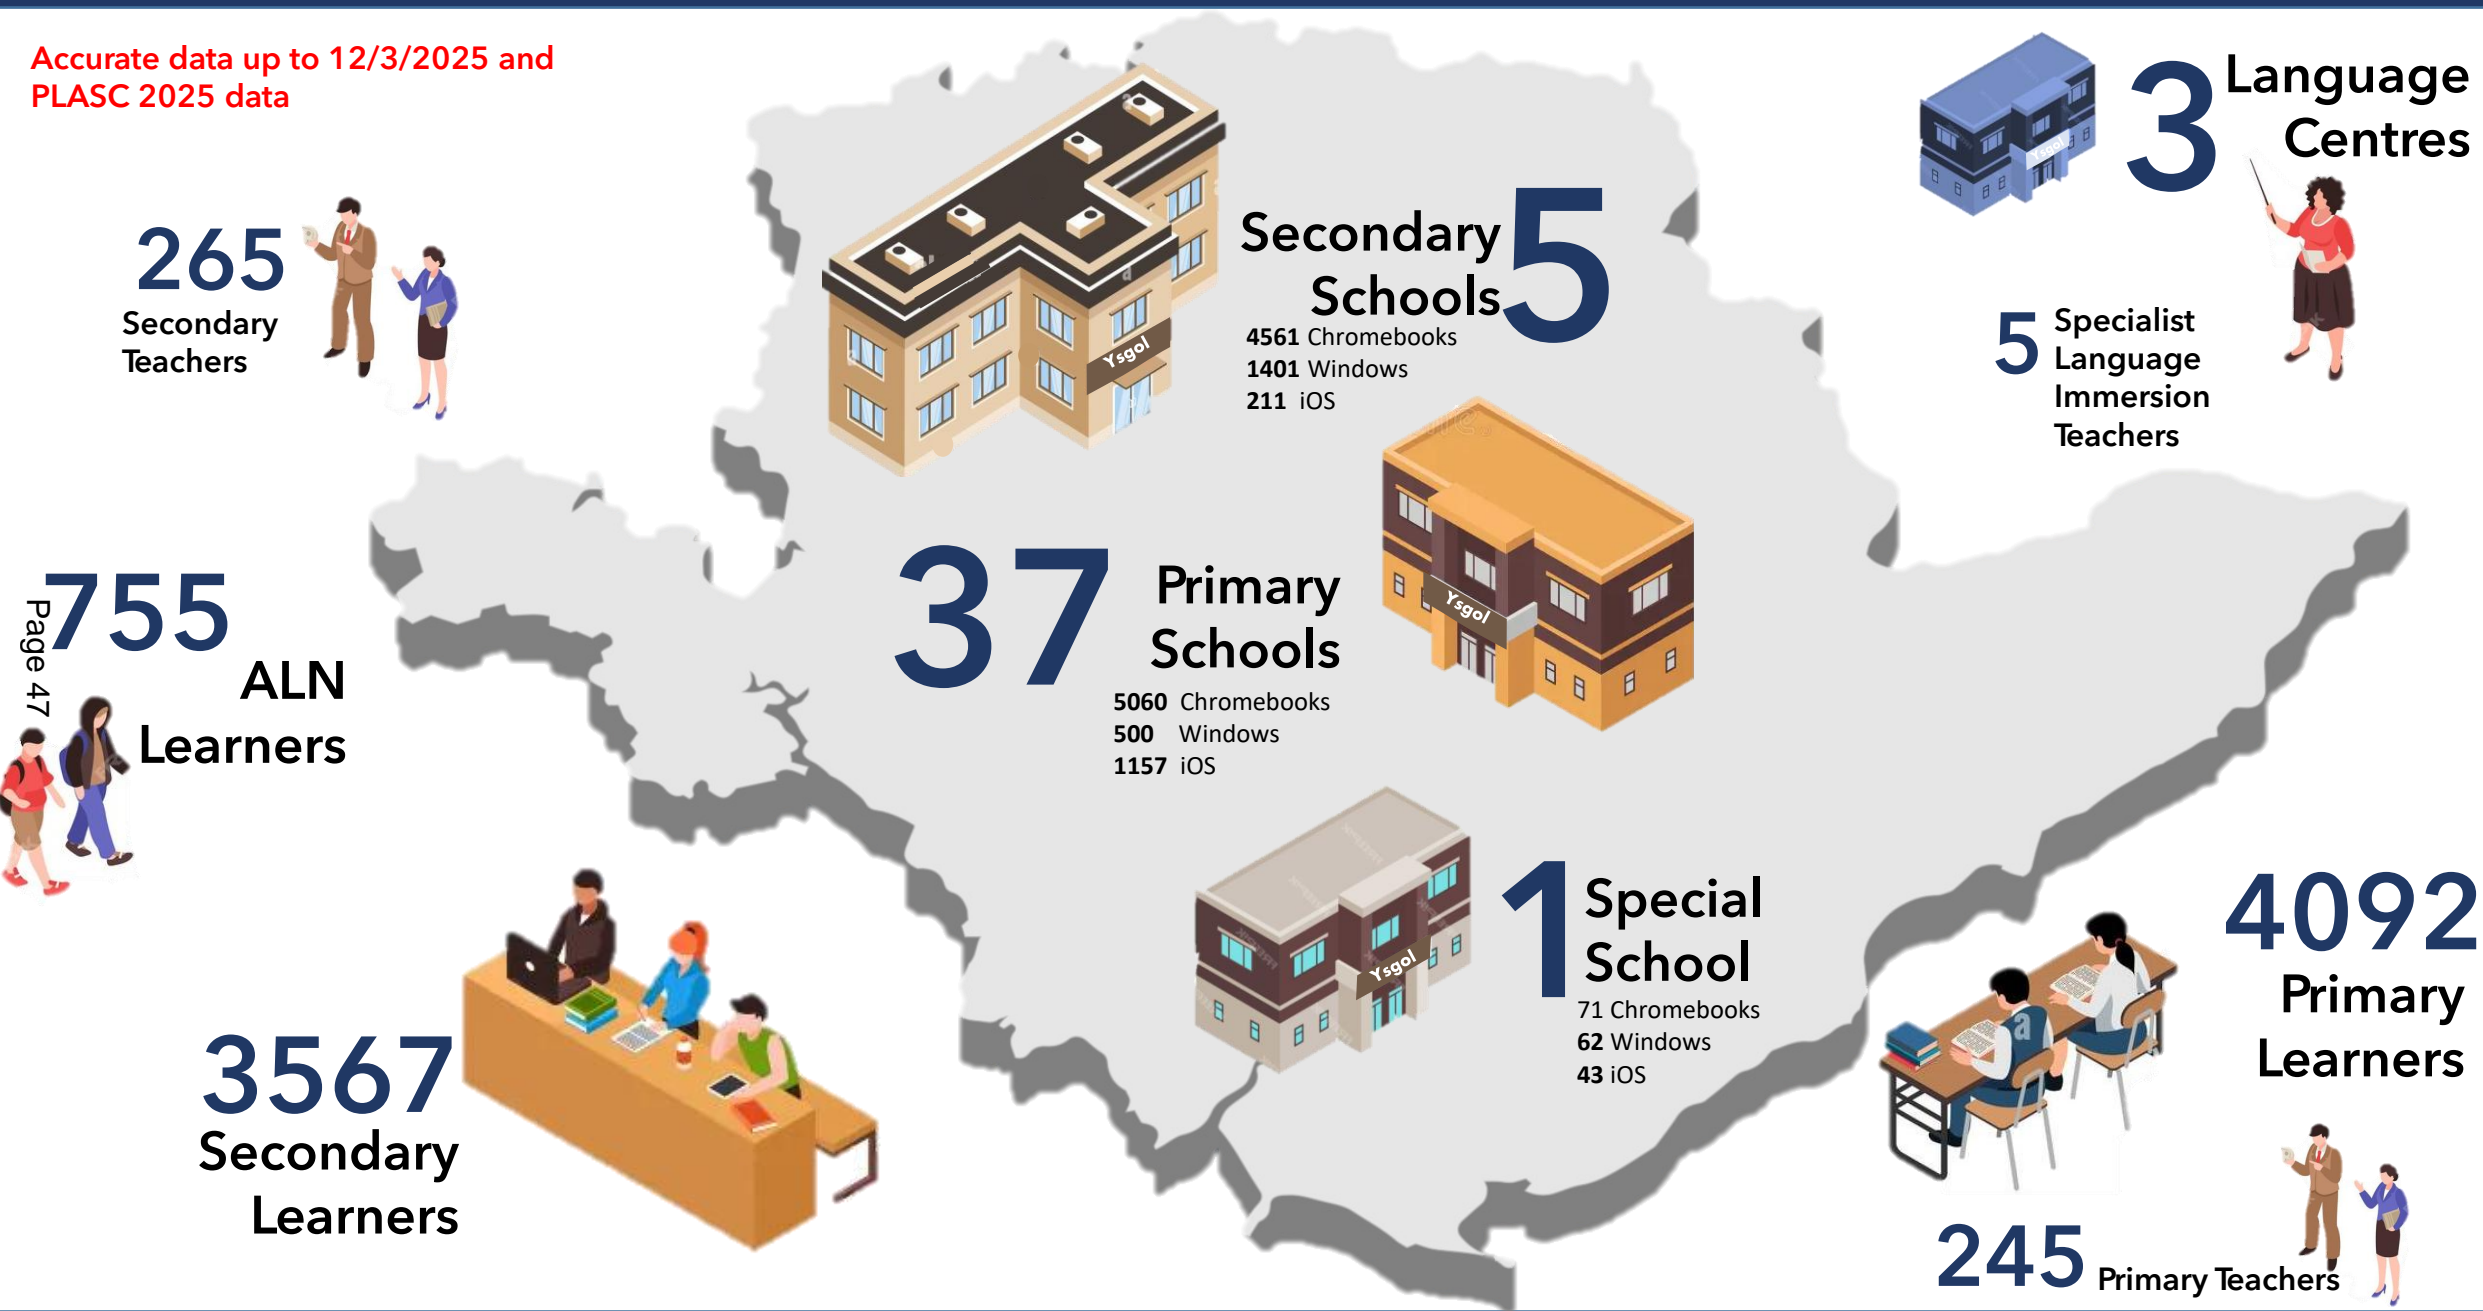 Accurate data up to 12/3/2025 and
PLASC 2025 data
265
Secondary
Teachers
Secondary
Schools
5
4561 Chromebooks
1401 Windows
211 iOS
Ysgol
3
Language
Centres
Ysgol
5
Specialist
Language
Immersion
Teachers
755
ALN
Learners
Page 47
37
Primary
Schools
5060 Chromebooks
500 Windows
1157 iOS
Ysgol
1
Special
School
71 Chromebooks
62 Windows
43 iOS
Ysgol
3567
Secondary
Learners
4092
Primary
Learners
245
Primary Teachers